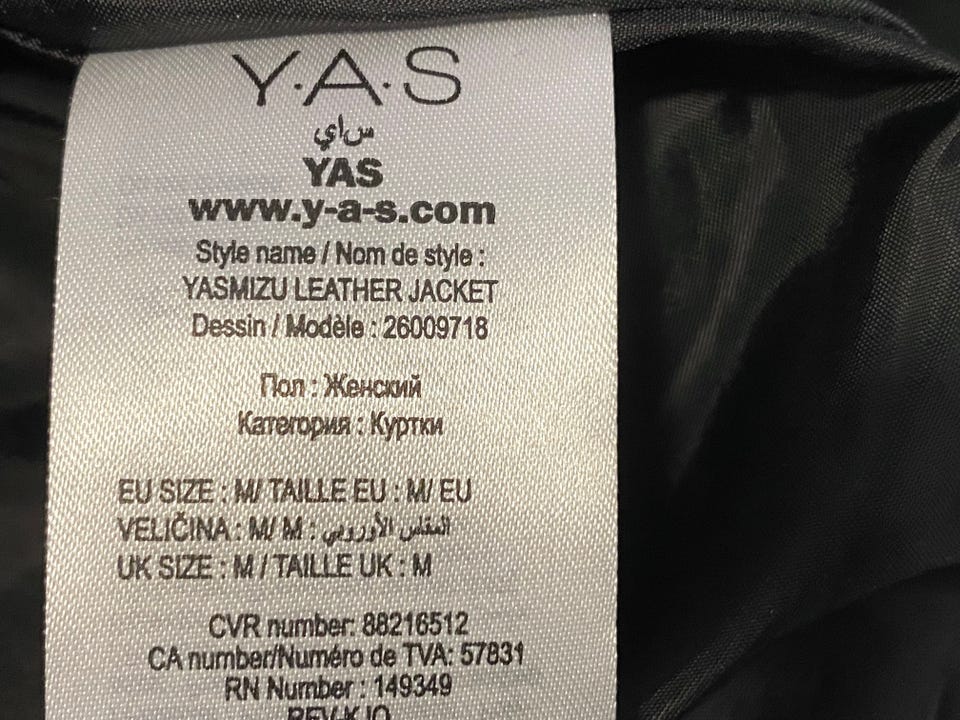 Y·A·S
ساي
YAS
www.y-a-s.com
Style name / Nom de style :
YASMIZU LEATHER JACKET
Dessin / Modèle : 26009718
Пол : Женский
Категория : Куртки
EU SIZE : M/ TAILLE EU : M/ EU
VELIČINA : M/ M : المقاس الأوروبي
UK SIZE : M / TAILLE UK : M
CVR number: 88216512
CA number/Numéro de TVA: 57831
RN Number : 149349